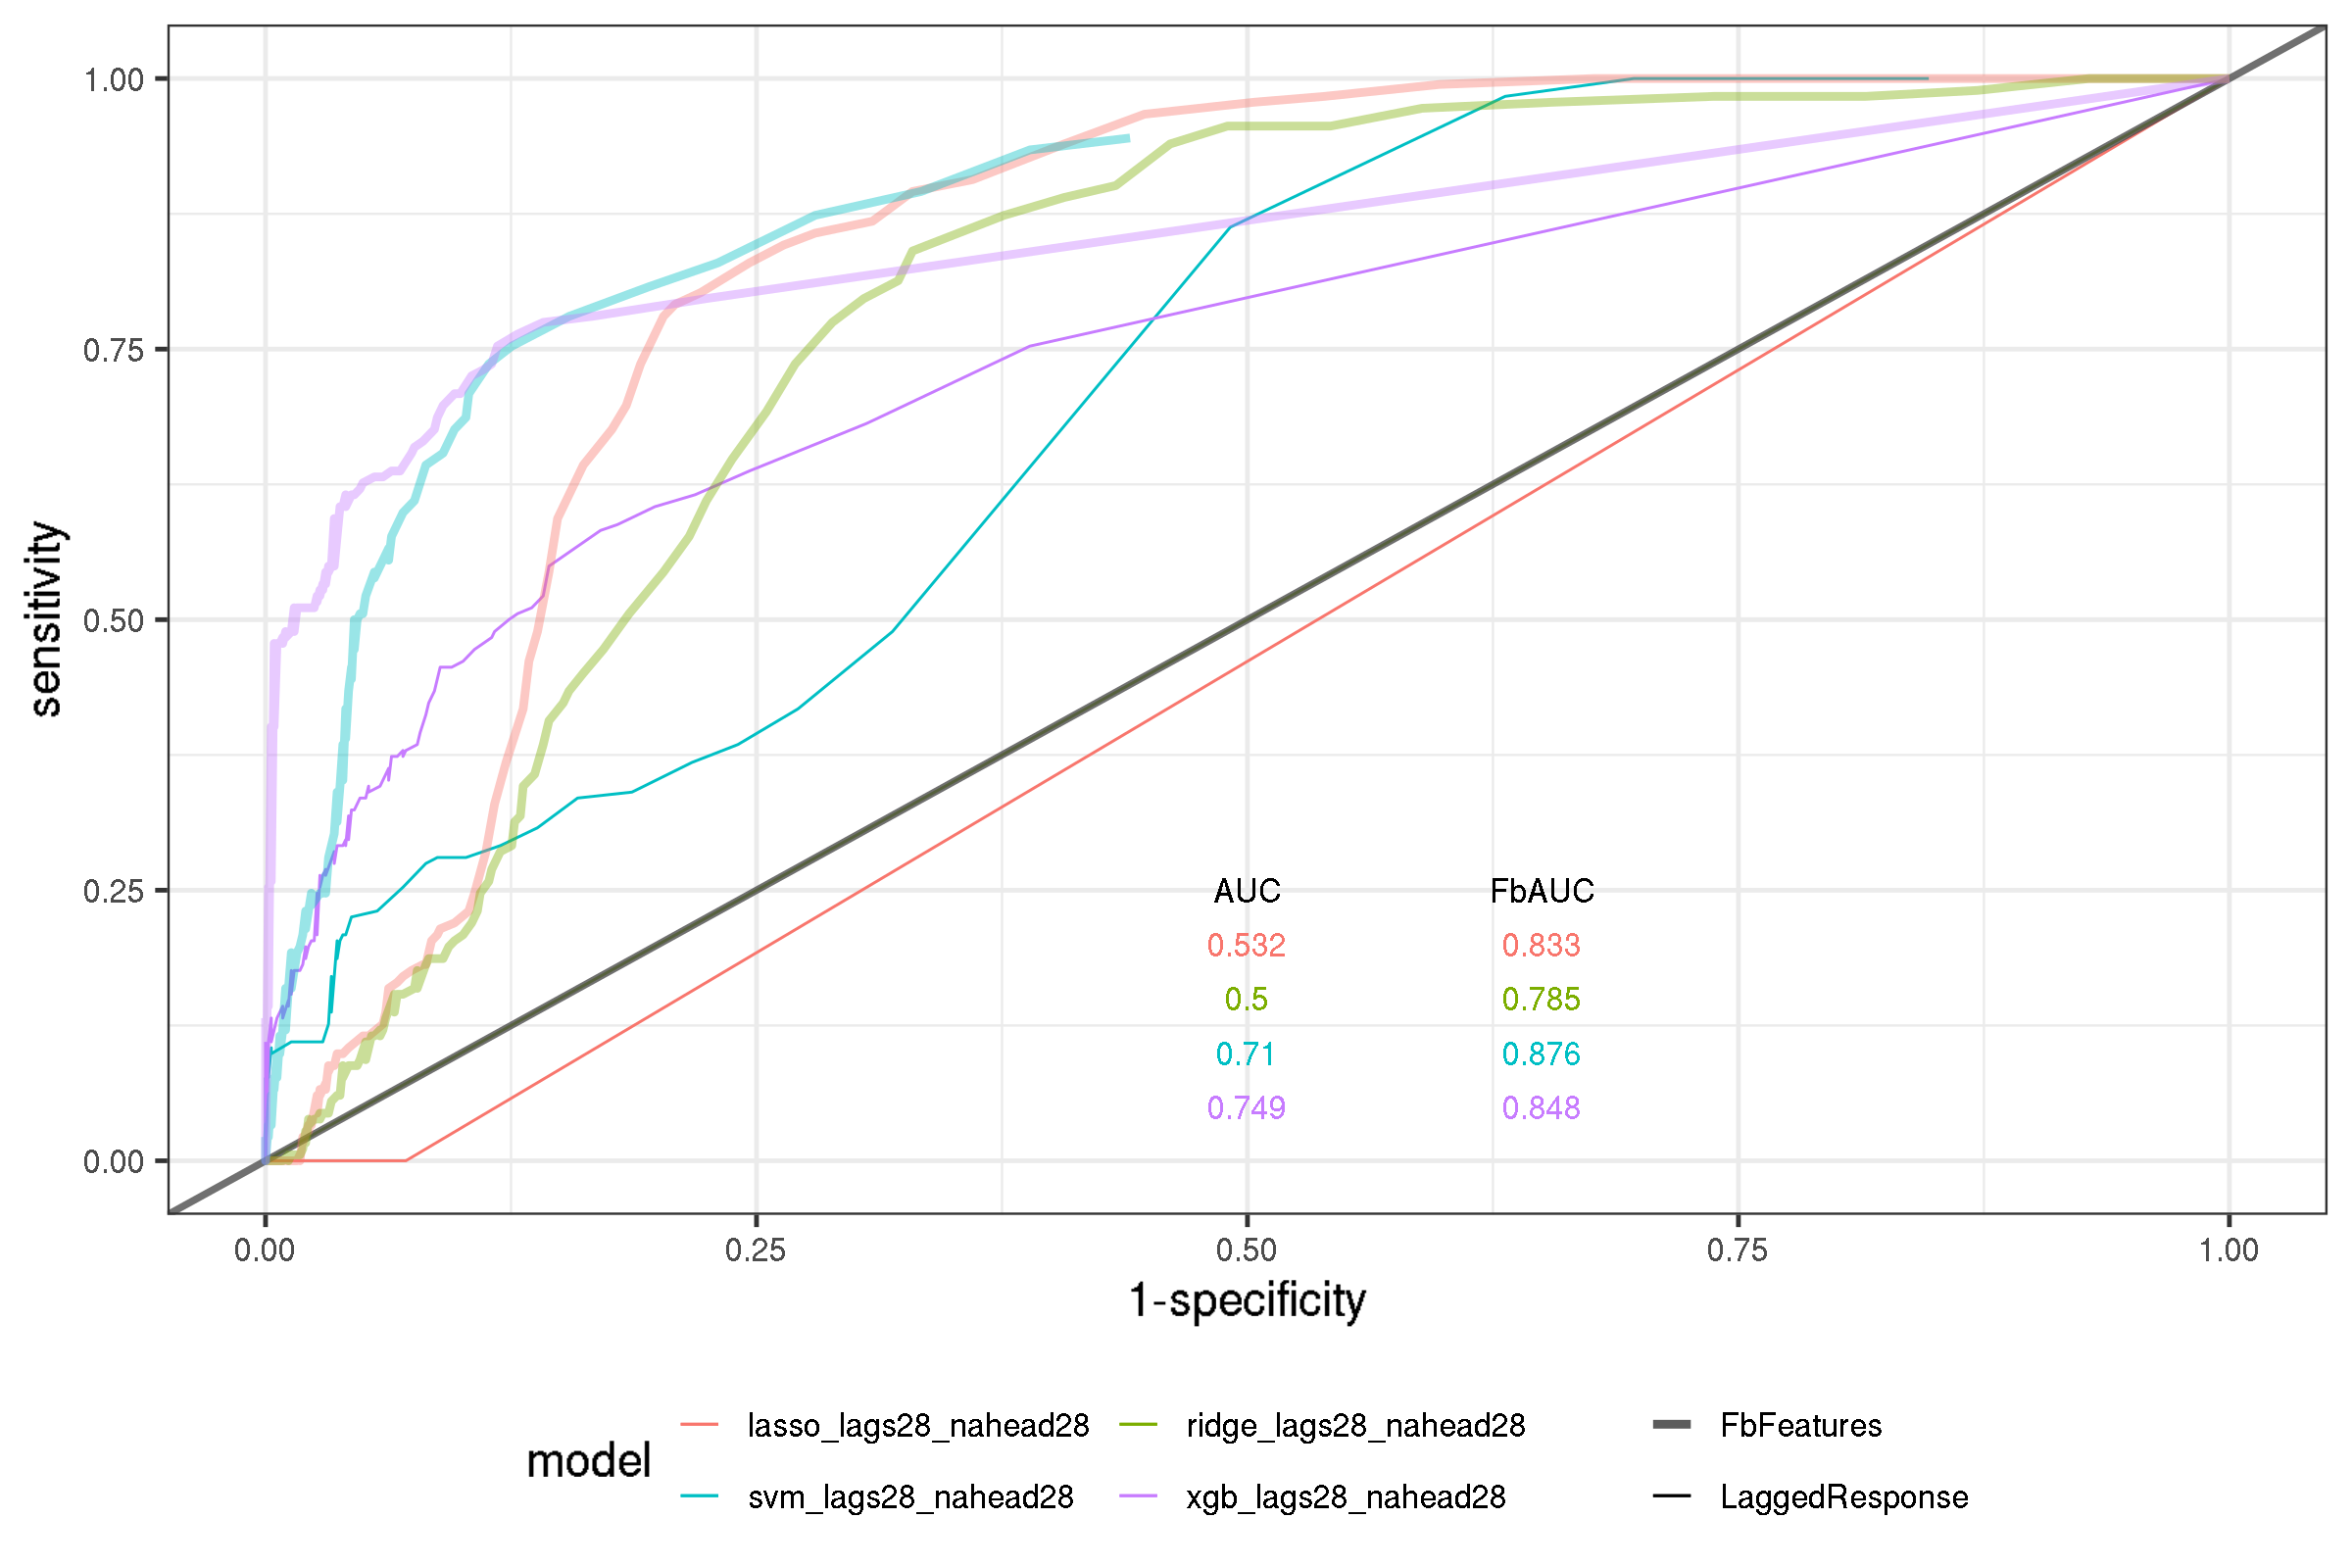 1.00
0.75
0.50
0.25
0.00
sensitivity
AUC FbAUC
0.532 0.833
0.5 0.785
0.71 0.876
0.749 0.848
0.00 0.25 0.50 0.75 1.00
1-specificity
model
lasso_lags28_nahead28 ridge_lags28_nahead28 FbFeatures
svm_lags28_nahead28 xgb_lags28_nahead28 LaggedResponse